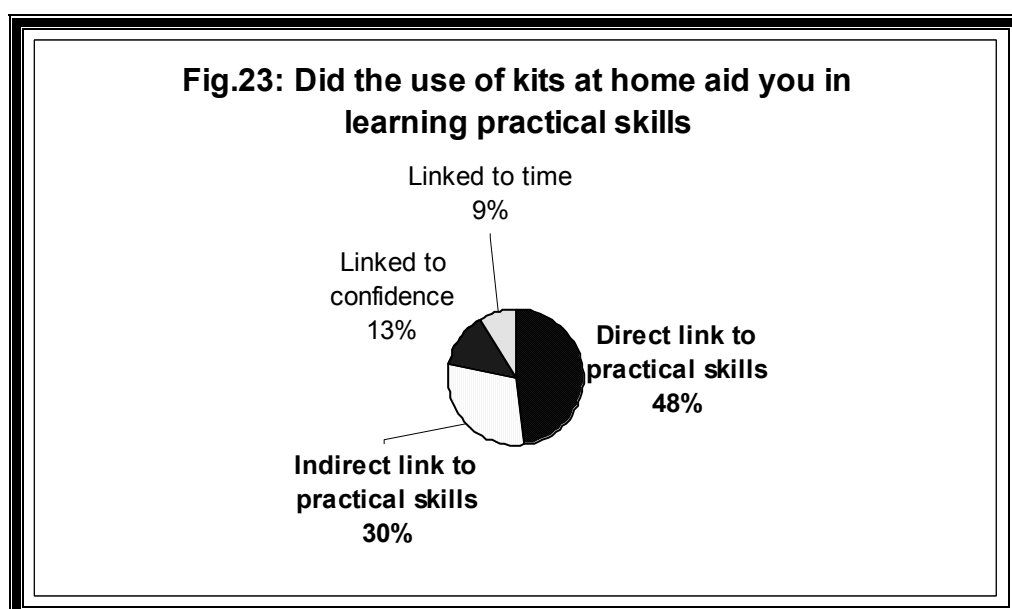 Fig.23: Did the use of kits at home aid you in
learning practical skills
Linked to time
9%
Linked to
confidence
13%
Direct link to
practical skills
48%
Indirect link to
practical skills
30%